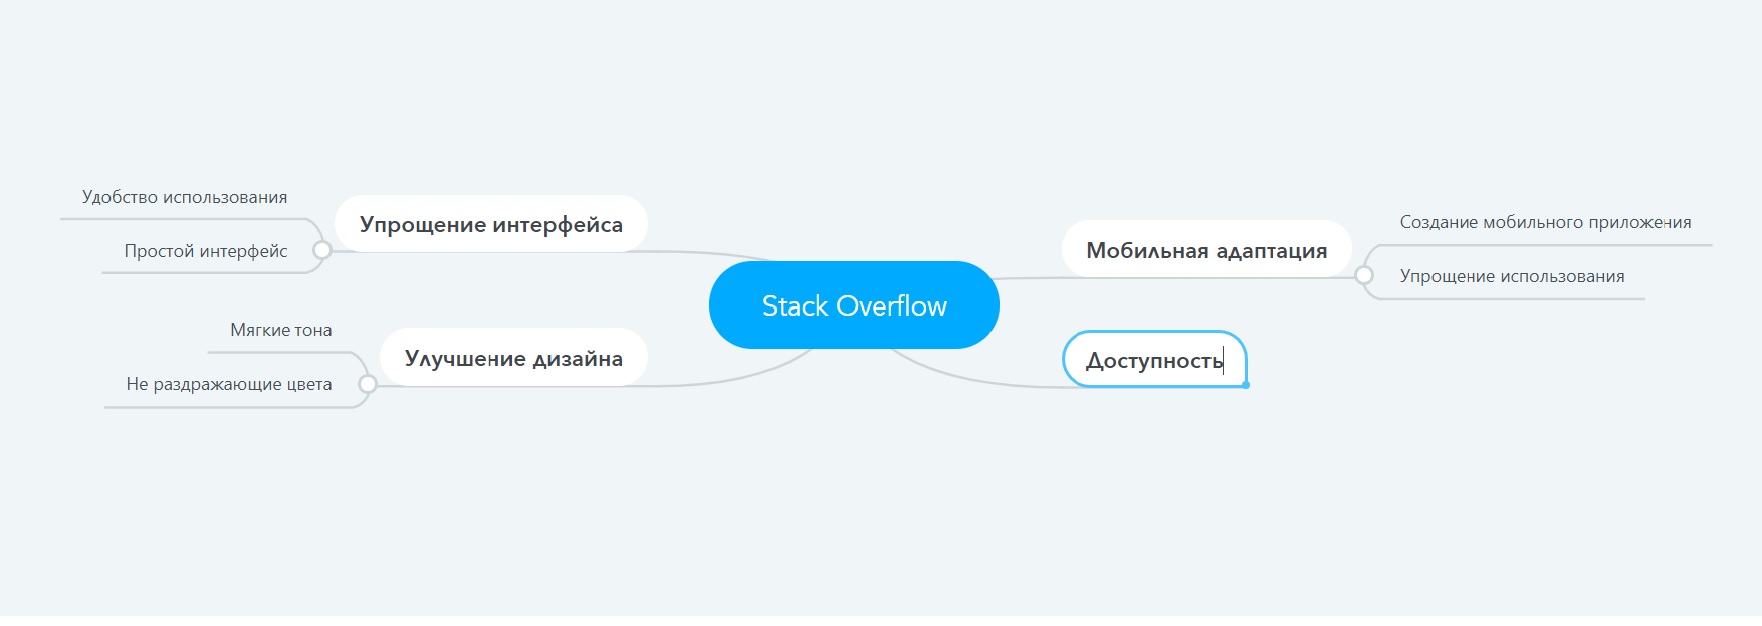 Удобство использования
Простой интерфейс
Упрощение интерфейса
Мягкие тона
Не раздражающие цвета
Улучшение дизайна
Stack Overflow
Мобильная адаптация
Создание мобильного приложения
Упрощение использования
Доступность